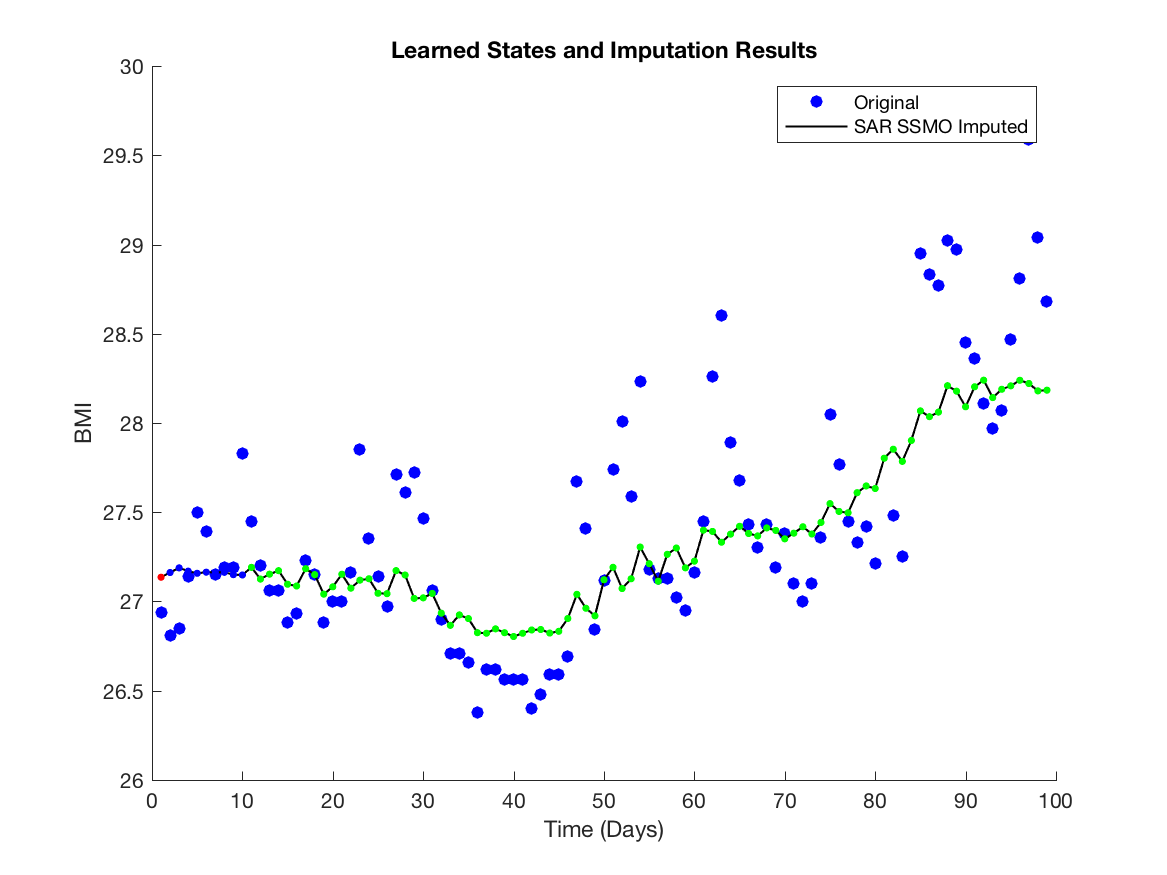 Learned States and Imputation Results
Original
SAR SSMO Imputed
BMI
30
29.5
29
28.5
28
27.5
27
26.5
26
0 10 20 30 40 50 60 70 80 90 100
Time (Days)